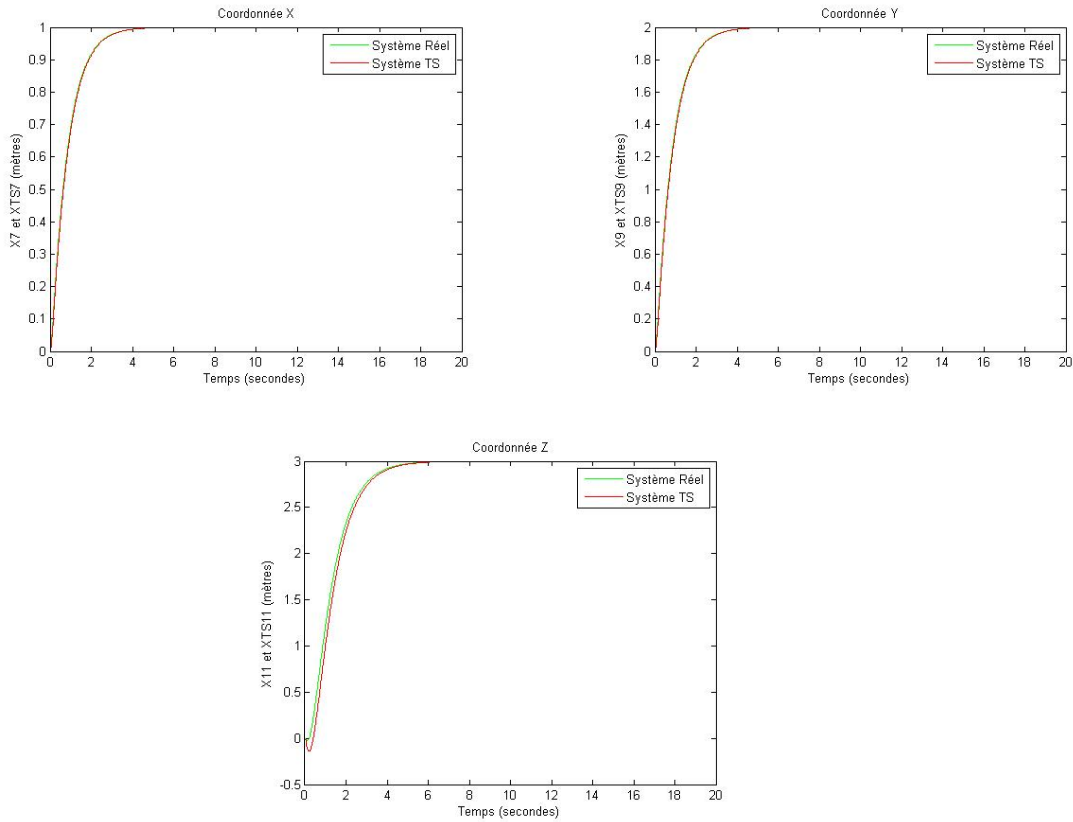 Coordonnée X
Système Réel
Système TS
X7 et XTS7 (mètres)
1
0.9
0.8
0.7
0.6
0.5
0.4
0.3
0.2
0.1
0
0 2 4 6 8 10 12 14 16 18 20
Temps (secondes)
Coordonnée Y
Système Réel
Système TS
X9 et XTS9 (mètres)
2
1.8
1.6
1.4
1.2
1
0.8
0.6
0.4
0.2
0
0 2 4 6 8 10 12 14 16 18 20
Temps (secondes)
Coordonnée Z
Système Réel
Système TS
X11 et XTS11 (mètres)
3
2.5
2
1.5
1
0.5
0
-0.5
0 2 4 6 8 10 12 14 16 18 20
Temps (secondes)